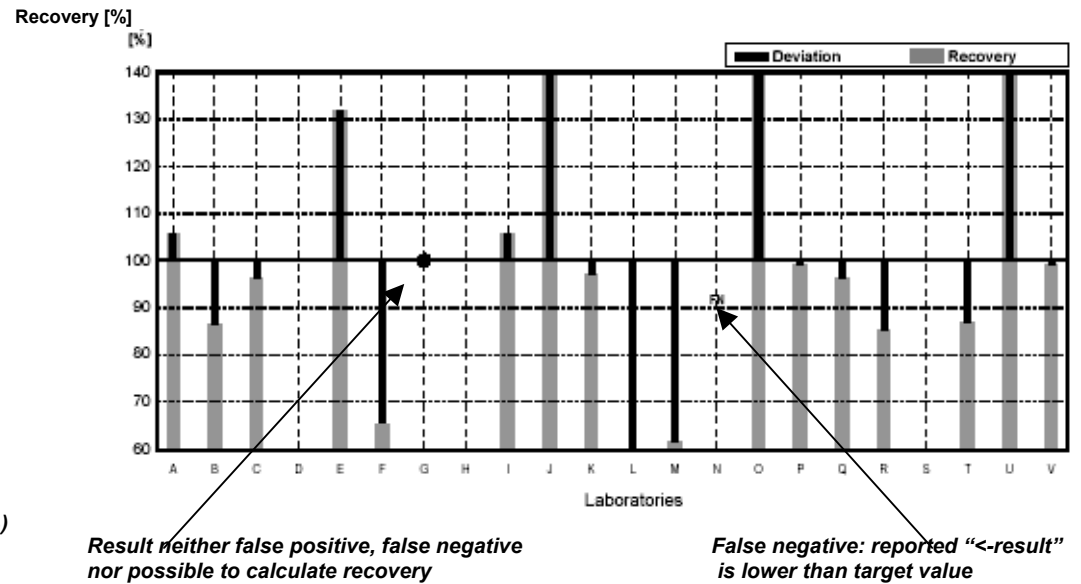 Recovery [%]
[%]
Deviation Recovery
140
130
120
110
100
90
80
70
60
FN
A B C D E F G H I J K L M N O P Q R S T U V
Laboratories
)
Result neither false positive, false negative
nor possible to calculate recovery
False negative: reported “<-result”
is lower than target value